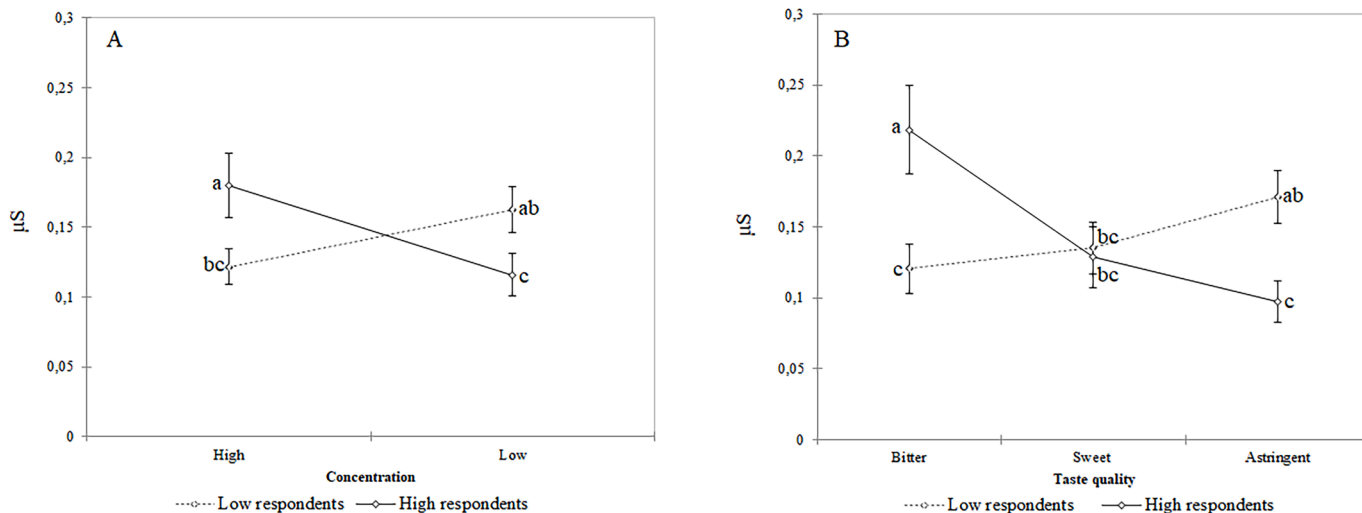 A
0,3
0,25
0,2
0,15
0,1
0,05
0
µS
a
bc
ab
c
High
Low
Concentration
Low respondents
High respondents
B
0,3
0,25
0,2
0,15
0,1
0,05
0
µS
a
c
bc
bc
ab
c
Bitter
Sweet
Astringent
Taste quality
Low respondents
High respondents